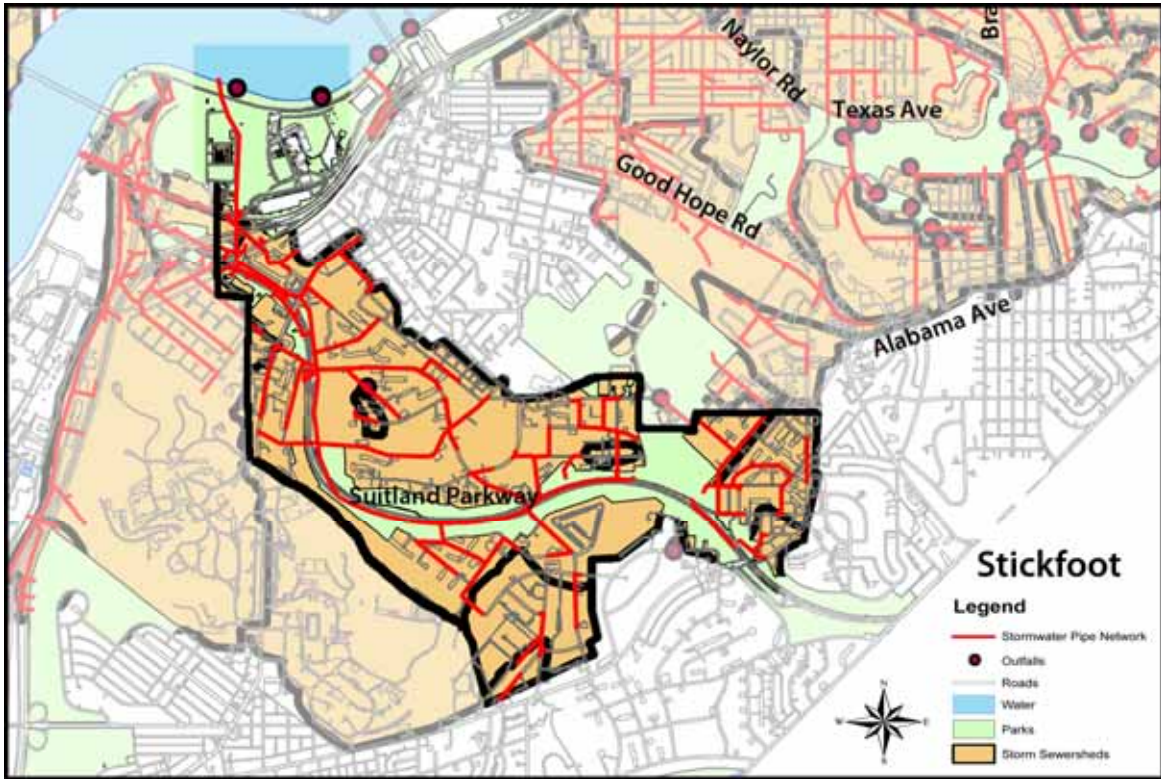 Naylor Rd
Bra
Texas Ave
Good Hope Rd
Alabama Ave
Suitland Parkway
Stickfoot
Legend
Stormwater Pipe Network
Outfalls
Roads
Water
Parks
Storm Sewersheds
N
W
E
S